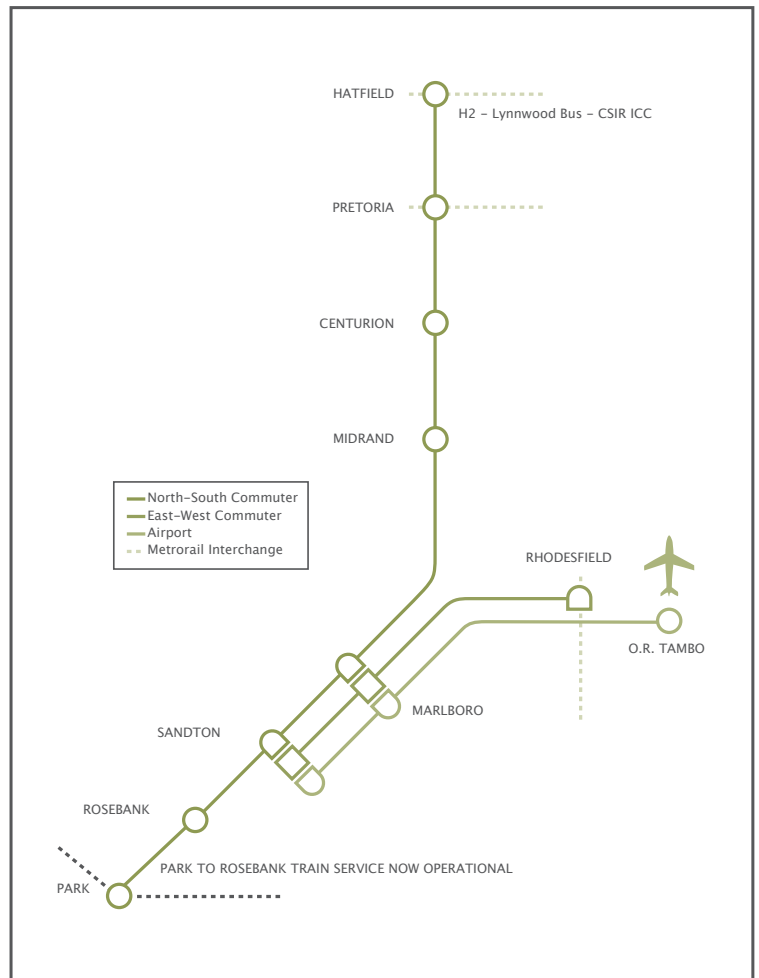 HATFIELD
H2 – Lynnwood Bus – CSIR ICC
PRETORIA
CENTURION
MIDRAND
North–South Commuter
East–West Commuter
Airport
Metrorail Interchange
RHODESFIELD
O.R. TAMBO
MARLBORO
SANDTON
ROSEBANK
PARK TO ROSEBANK TRAIN SERVICE NOW OPERATIONAL
PARK